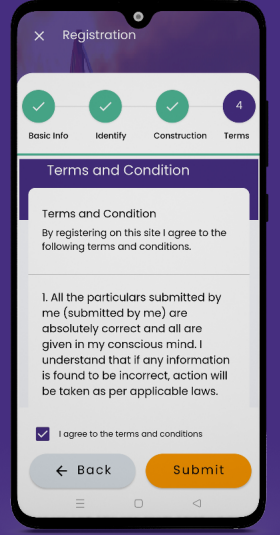 Registration
4
Basic Info Identify Construction Terms
Terms and Condition
Terms and Condition
By registering on this site I agree to the
following terms and conditions.
1. All the particulars submitted by
me (submitted by me) are
absolutely correct and all are
given in my conscious mind. I
understand that if any information
is found to be incorrect, action will
be taken as per applicable laws.
I agree to the terms and conditions
Back Submit